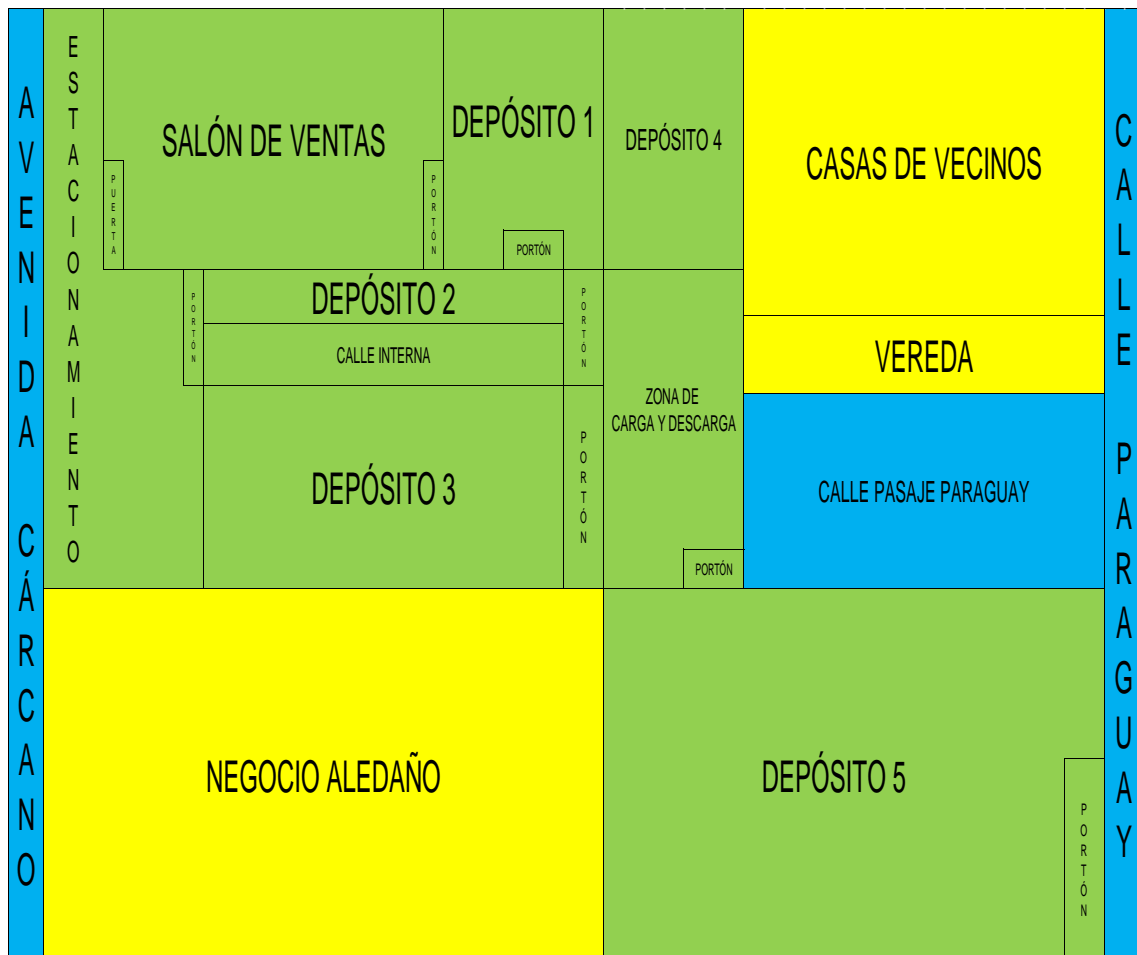 AVENIDA CÁRCANO
ESTACIONAMIENTO
SALÓN DE VENTAS
PUERTA
PORTÓN
DEPÓSITO 1
PORTÓN
DEPÓSITO 4
CASAS DE VECINOS
CALLE PARAGUAY
PORTÓN
DEPÓSITO 2
CALLE INTERNA
PORTÓN
VEREDA
ZONA DE
CARGA Y DESCARGA
DEPÓSITO 3
PORTÓN
CALLE PASAJE PARAGUAY
PORTÓN
NEGOCIO ALEDAÑO
DEPÓSITO 5
PORTÓN